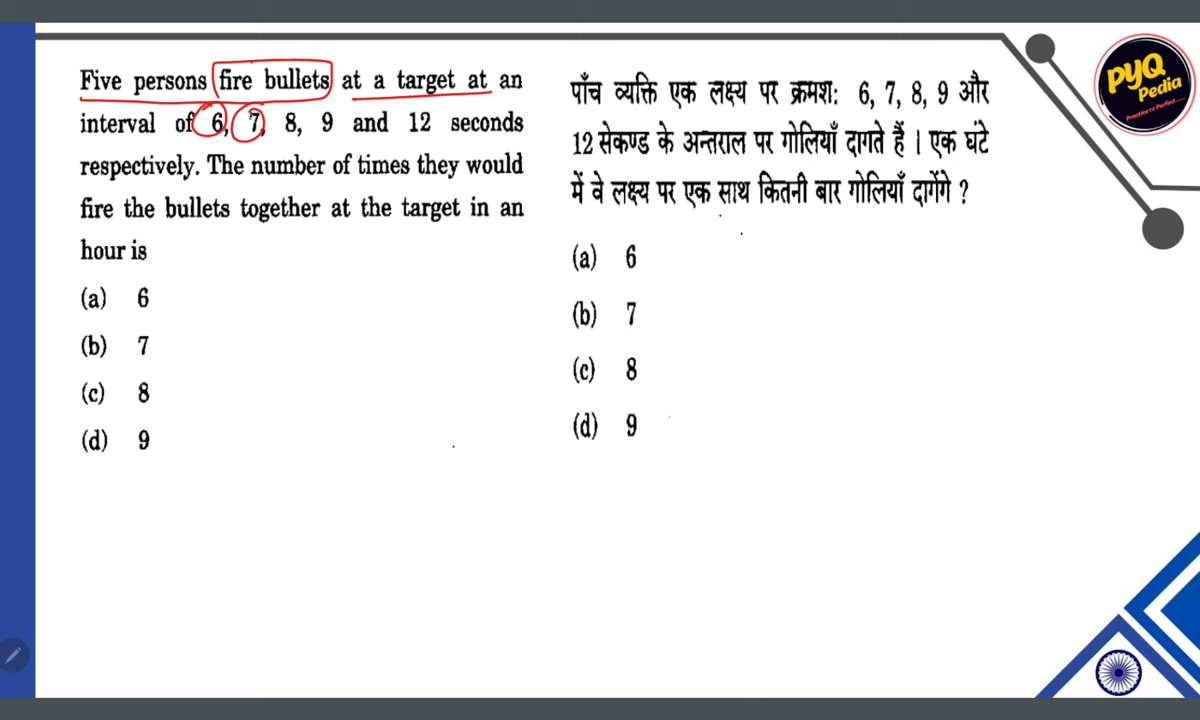 Five persons fire bullets at a target at an
interval of 6, 7, 8, 9 and 12 seconds
respectively. The number of times they would
fire the bullets together at the target in an
hour is
(a) 6
(b) 7
(c) 8
(d) 9
पाँच व्यक्ति एक लक्ष्य पर क्रमश: 6, 7, 8, 9 और
12 सेकण्ड के अन्तराल पर गोलियाँ दागते हैं । एक घंटे
में वे लक्ष्य पर एक साथ कितनी बार गोलियाँ दागेंगे ?
(a) 6
(b) 7
(c) 8
(d) 9
PYQ
Pedia
Practice to Perfect